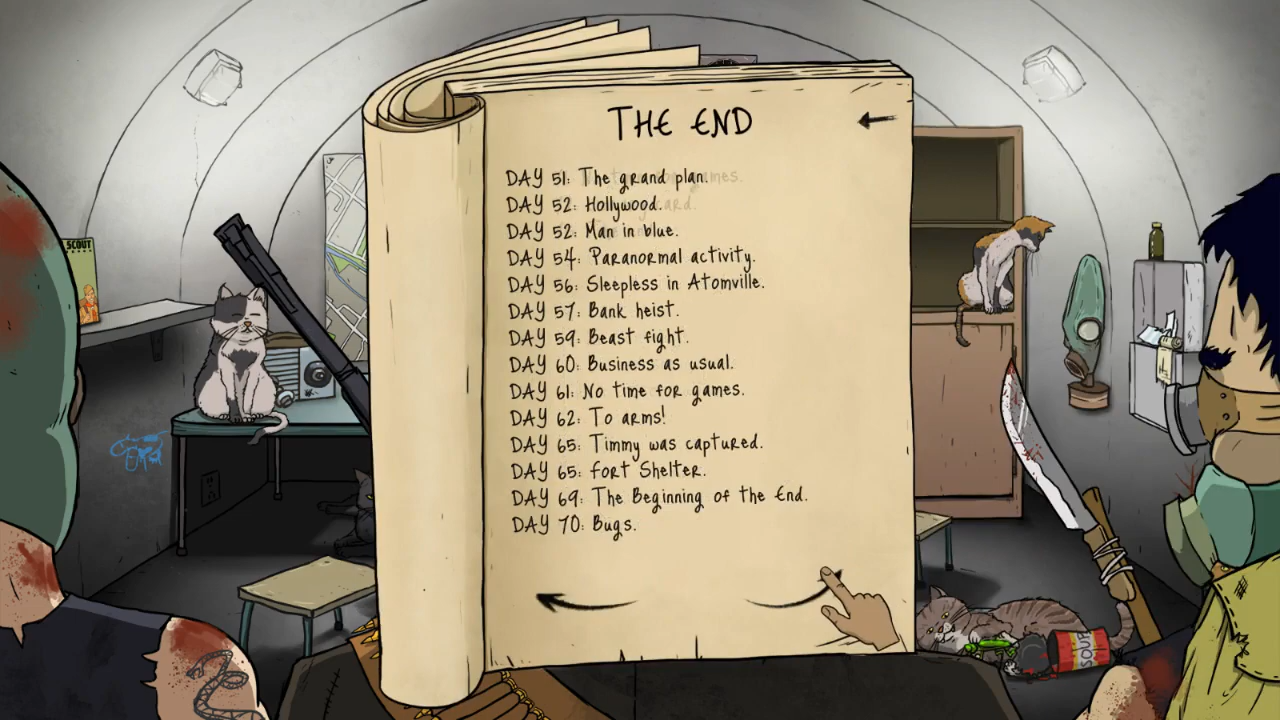 THE END
DAY 51: The grand plan.
DAY 52: Hollywood.
DAY 52: Man in blue.
DAY 54: Paranormal activity.
DAY 56: Sleepless in Atomville.
DAY 57: Bank heist.
DAY 59: Beast fight.
DAY 60: Business as usual.
DAY 61: No time for games.
DAY 62: To arms!
DAY 65: Timmy was captured.
DAY 65: Fort Shelter.
DAY 69: The Beginning of the End.
DAY 70: Bugs.
SCOUT
SOUP